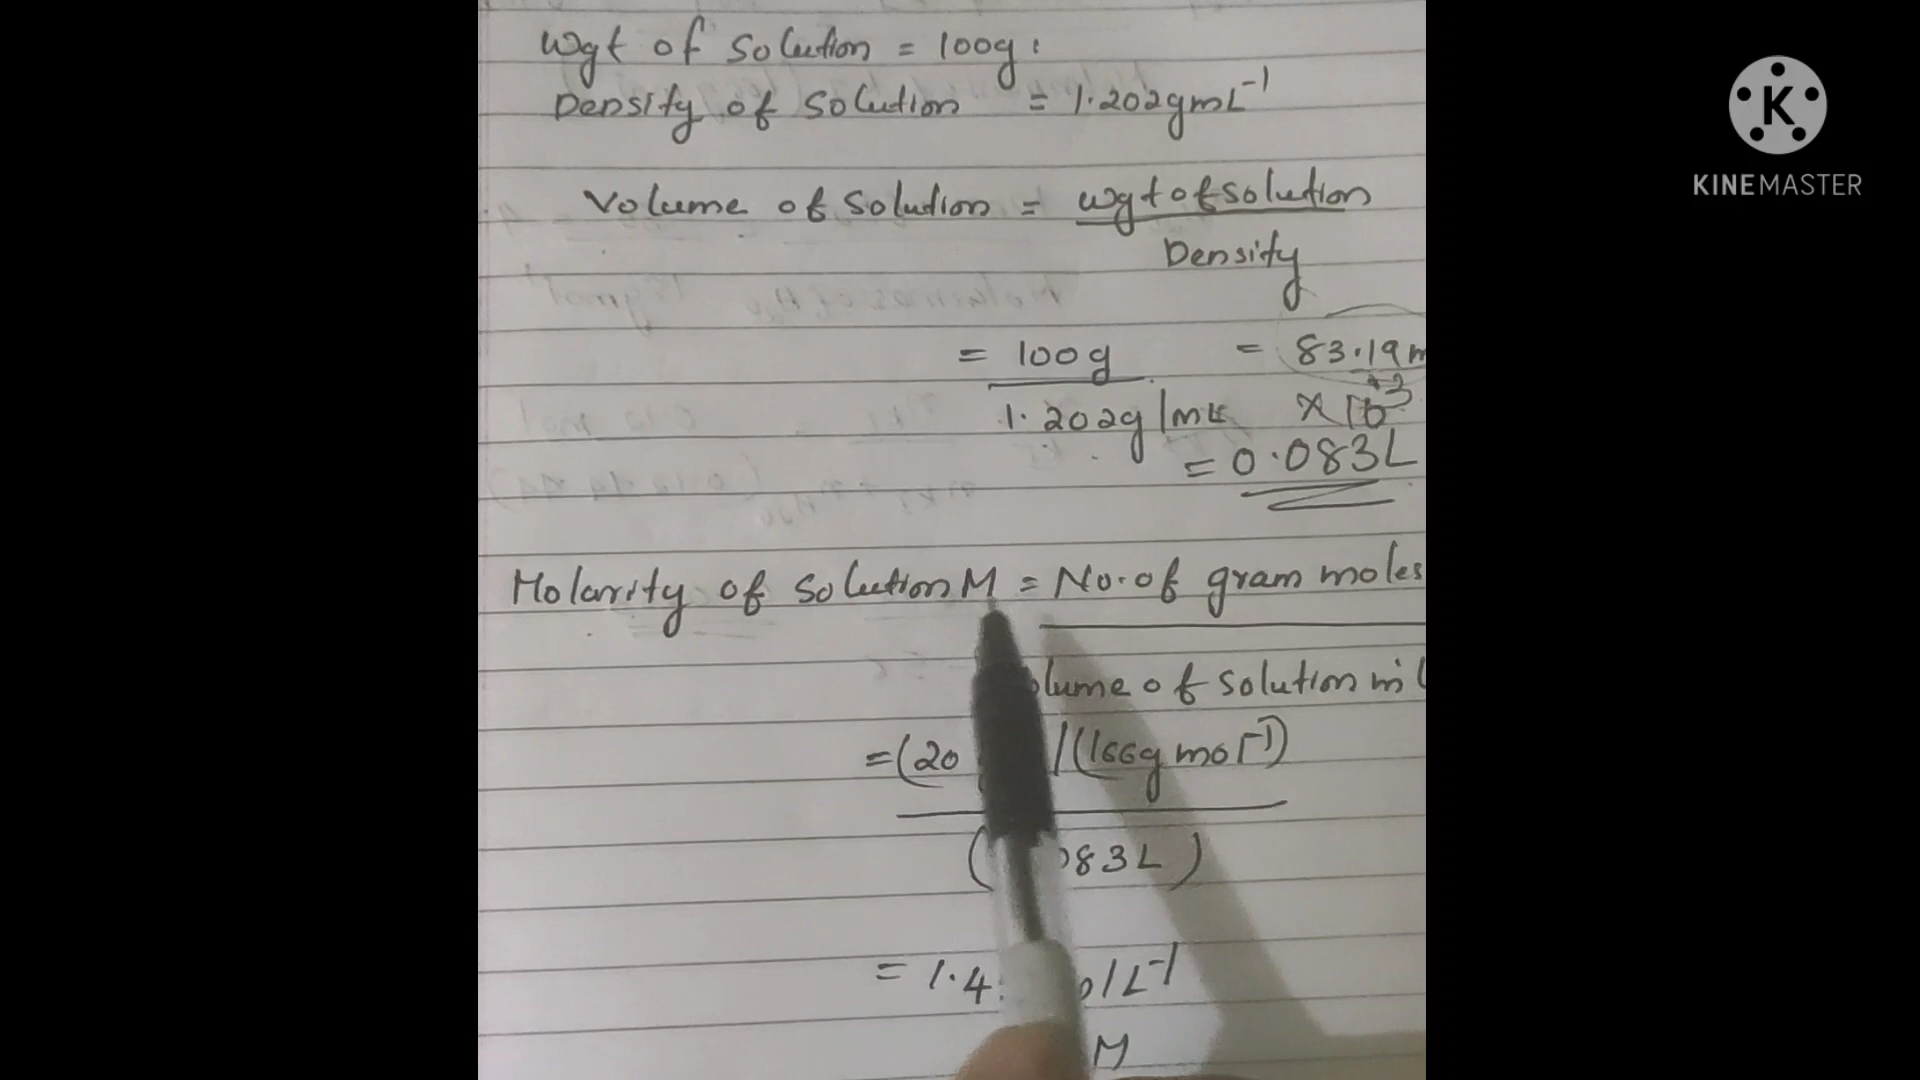 Wgt of solution = 100g.
Density of solution = 1.202gmL⁻¹
Volume of solution = wgt of solution
Density
= 100g = 83.19m
1.202g/mL × 10⁻³
= 0.083L
Molarity of solution M = No. of gram moles
olume of solution in
= (20 /(166g mol⁻¹)
( 083L)
= 1.4 ol L⁻¹
M
K
KINEMASTER